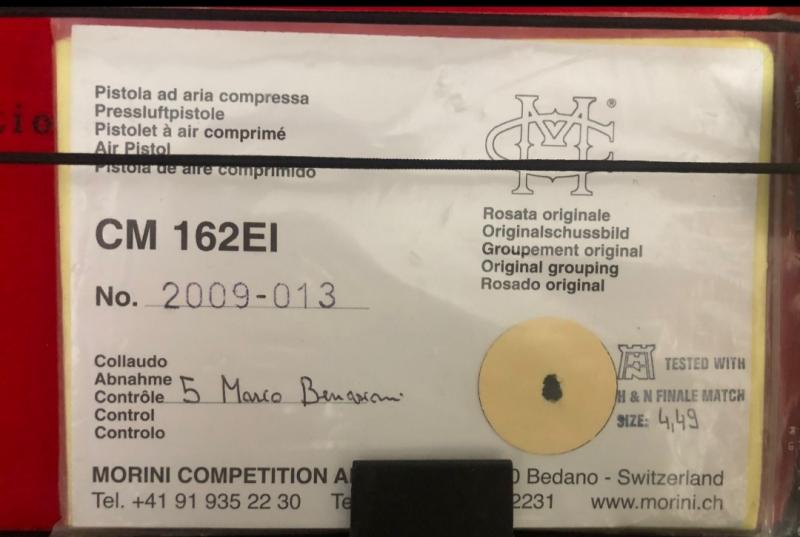 Pistola ad aria compressa
Pressluftpistole
Pistolet à air comprimé
Air Pistol
Pistola de aire comprimido
®
Rosata originale
Originalschussbild
Groupement original
Original grouping
Rosado original
CM 162EI
No. 2009-013
Collaudo
Abnahme
Contrôle 5 Marco
Control
Controlo
TESTED WITH
H & N FINALE MATCH
SIZE: 4,49
MORINI COMPETITION Bedano - Switzerland
Tel. +41 91 935 22 30 2231 www.morini.ch